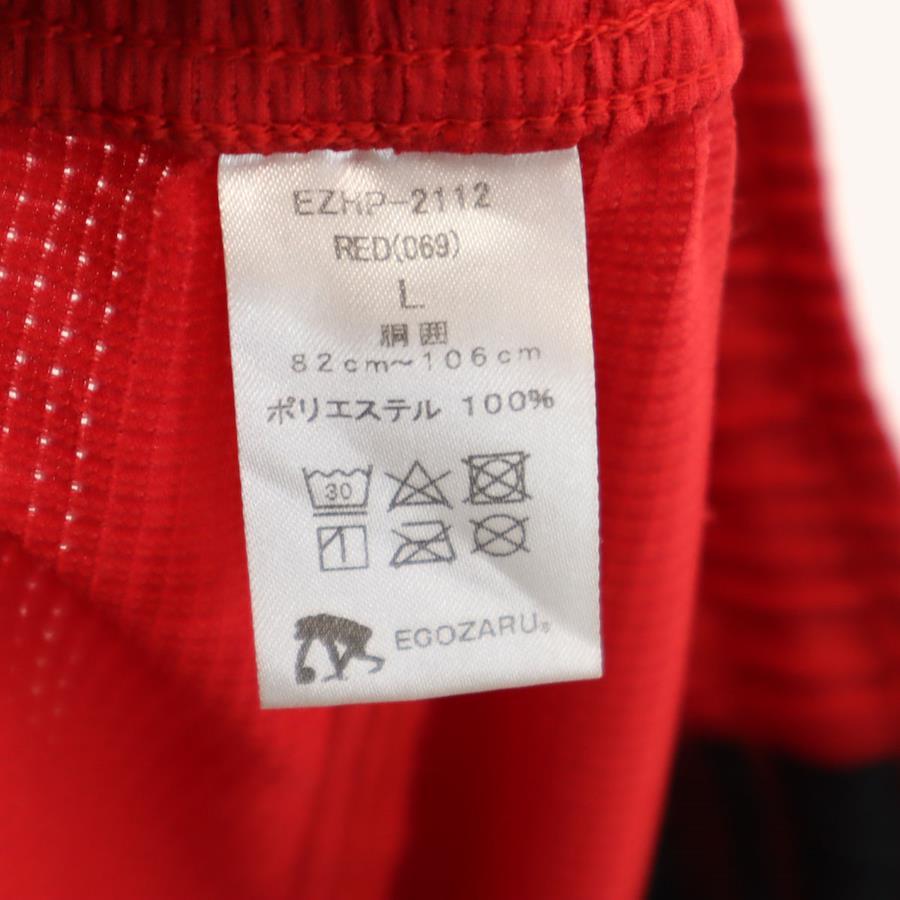 EZHP-2112
RED(069)
L
胴囲
82cm~106cm
ポリエステル 100%
30
EGOZARU®